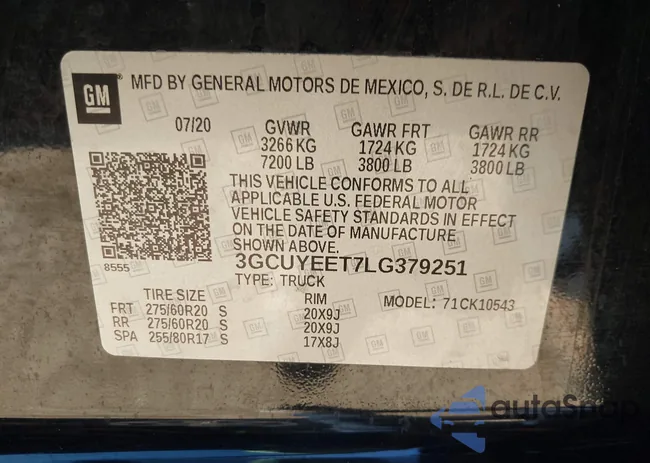 GM
MFD BY GENERAL MOTORS DE MEXICO, S. DE R.L. DE C.V.
07/20 GVWR GAWR FRT GAWR RR
3266 KG 1724 KG 1724 KG
7200 LB 3800 LB 3800 LB
THIS VEHICLE CONFORMS TO ALL
APPLICABLE U.S. FEDERAL MOTOR
VEHICLE SAFETY STANDARDS IN EFFECT
ON THE DATE OF MANUFACTURE
SHOWN ABOVE.
8555
3GCUYEET7LG379251
TYPE: TRUCK
TIRE SIZE RIM MODEL: 71CK10543
FRT 275/60R20 S 20X9J
RR 275/60R20 S 20X9J
SPA 255/80R17 S 17X8J
autoSnap